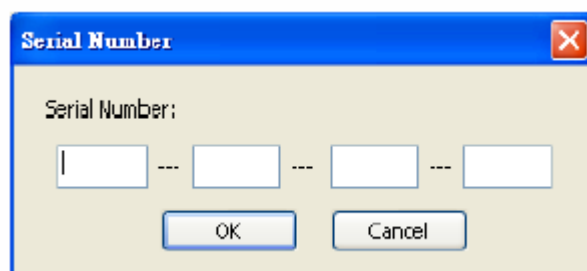 Serial Number
Serial Number:
--- --- ---
OK Cancel